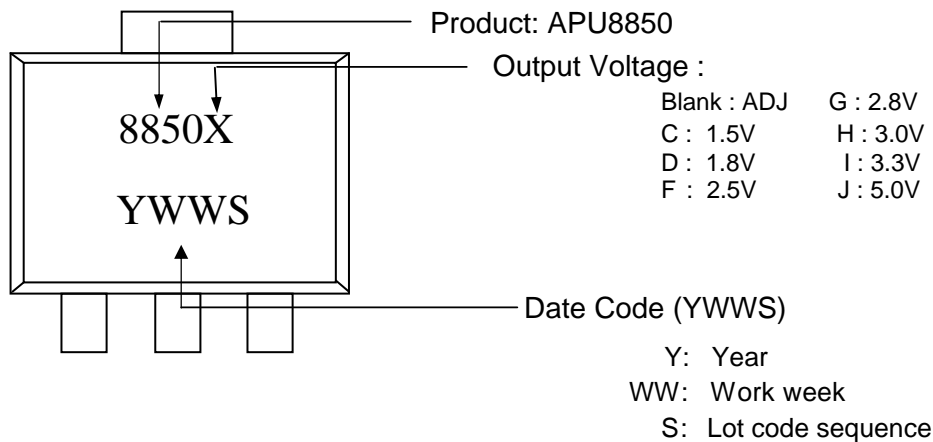 Product: APU8850
Output Voltage :
Blank : ADJ G : 2.8V
C : 1.5V H : 3.0V
D : 1.8V I : 3.3V
F : 2.5V J : 5.0V
8850X
YWWS
Date Code (YWWS)
Y: Year
WW: Work week
S: Lot code sequence